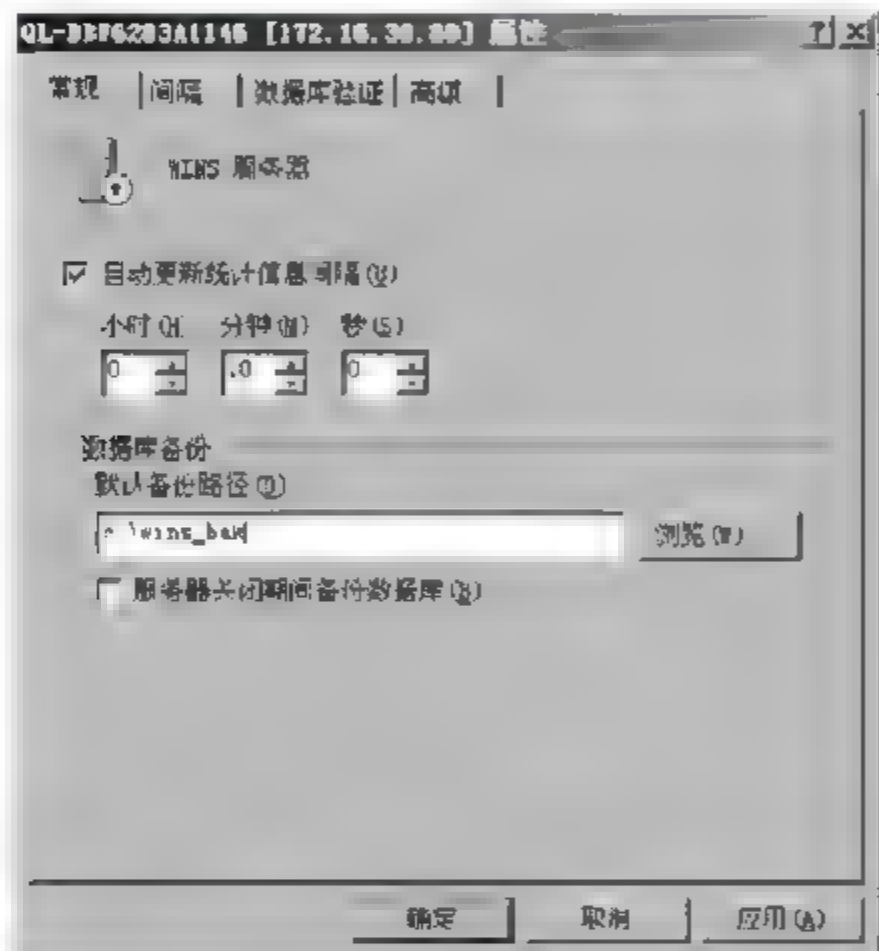 属性
常规 间隔 数据库验证 高级
WINS 服务器
自动更新统计信息间隔(U)
小时(H) 分钟(M) 秒(S)
0 0
数据库备份
默认备份路径
\wins_bak
浏览(W)
服务器关闭期间备份数据库(B)
确定 取消 应用(A)